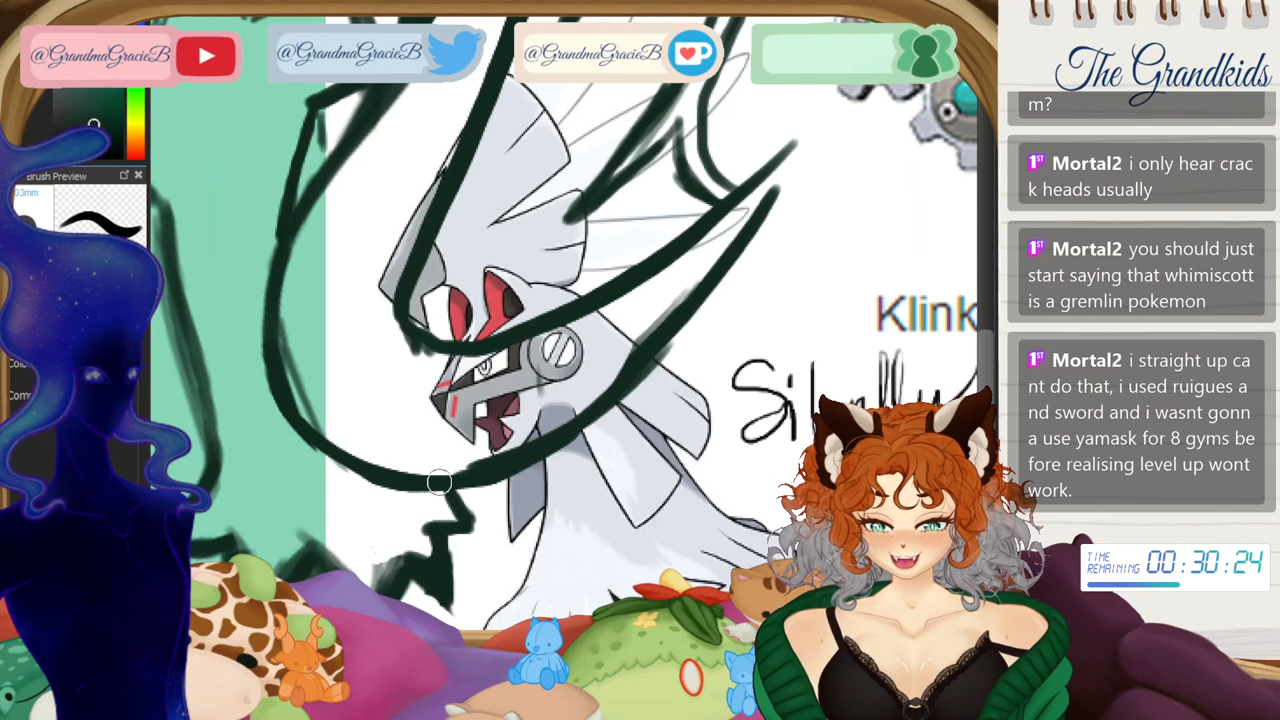 @GrandmaGracieB
@GrandmaGracieB
@GrandmaGracieB
The Grandkids
m?
Mortal2 i only hear crac
k heads usually
Brush Preview
Mortal2 you should just
start saying that whimiscott
is a gremlin pokemon
Klink
Mortal2 i straight up ca
nt do that, i used ruigues a
nd sword and i wasnt gonn
a use yamask for 8 gyms be
fore realising level up wont
work.
Silvally
TIME
REMAINING 00:30:24